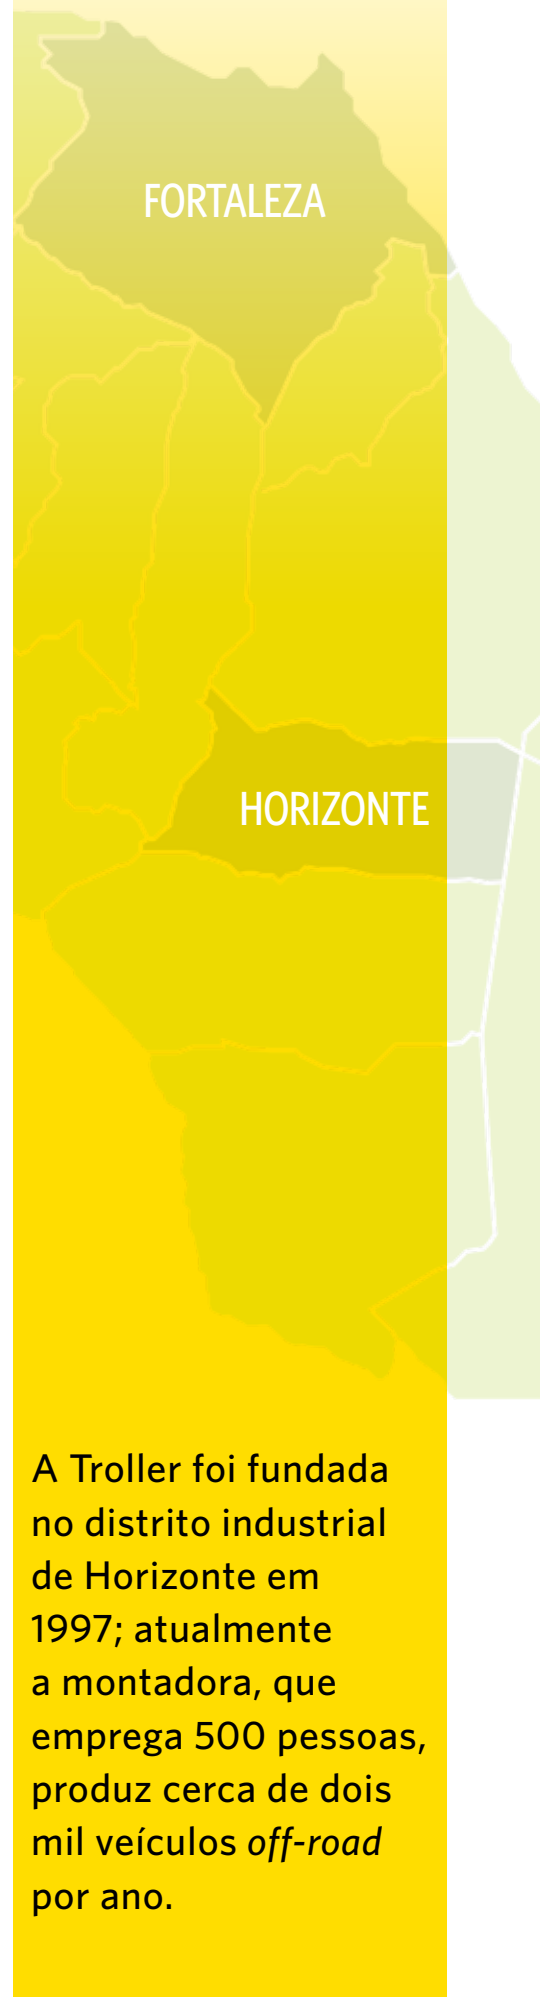 FORTALEZA
HORIZONTE
A Troller foi fundada
no distrito industrial
de Horizonte em
1997; atualmente
a montadora, que
emprega 500 pessoas,
produz cerca de dois
mil veículos off-road
por ano.